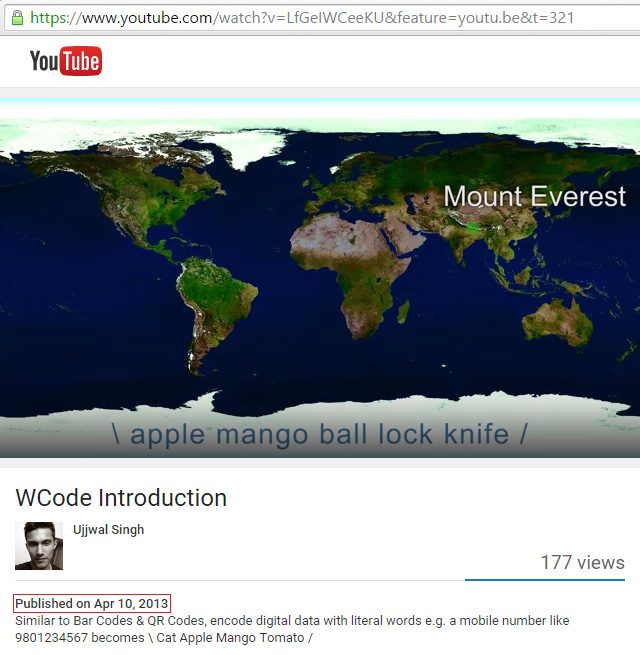 https://www.youtube.com/watch?v=LfGeIWCeeKU&feature=youtu.be&t=321
YouTube
Mount Everest
\ apple mango ball lock knife /
WCode Introduction
Ujjwal Singh
177 views
Published on Apr 10, 2013
Similar to Bar Codes & QR Codes, encode digital data with literal words e.g. a mobile number like
9801234567 becomes \ Cat Apple Mango Tomato /